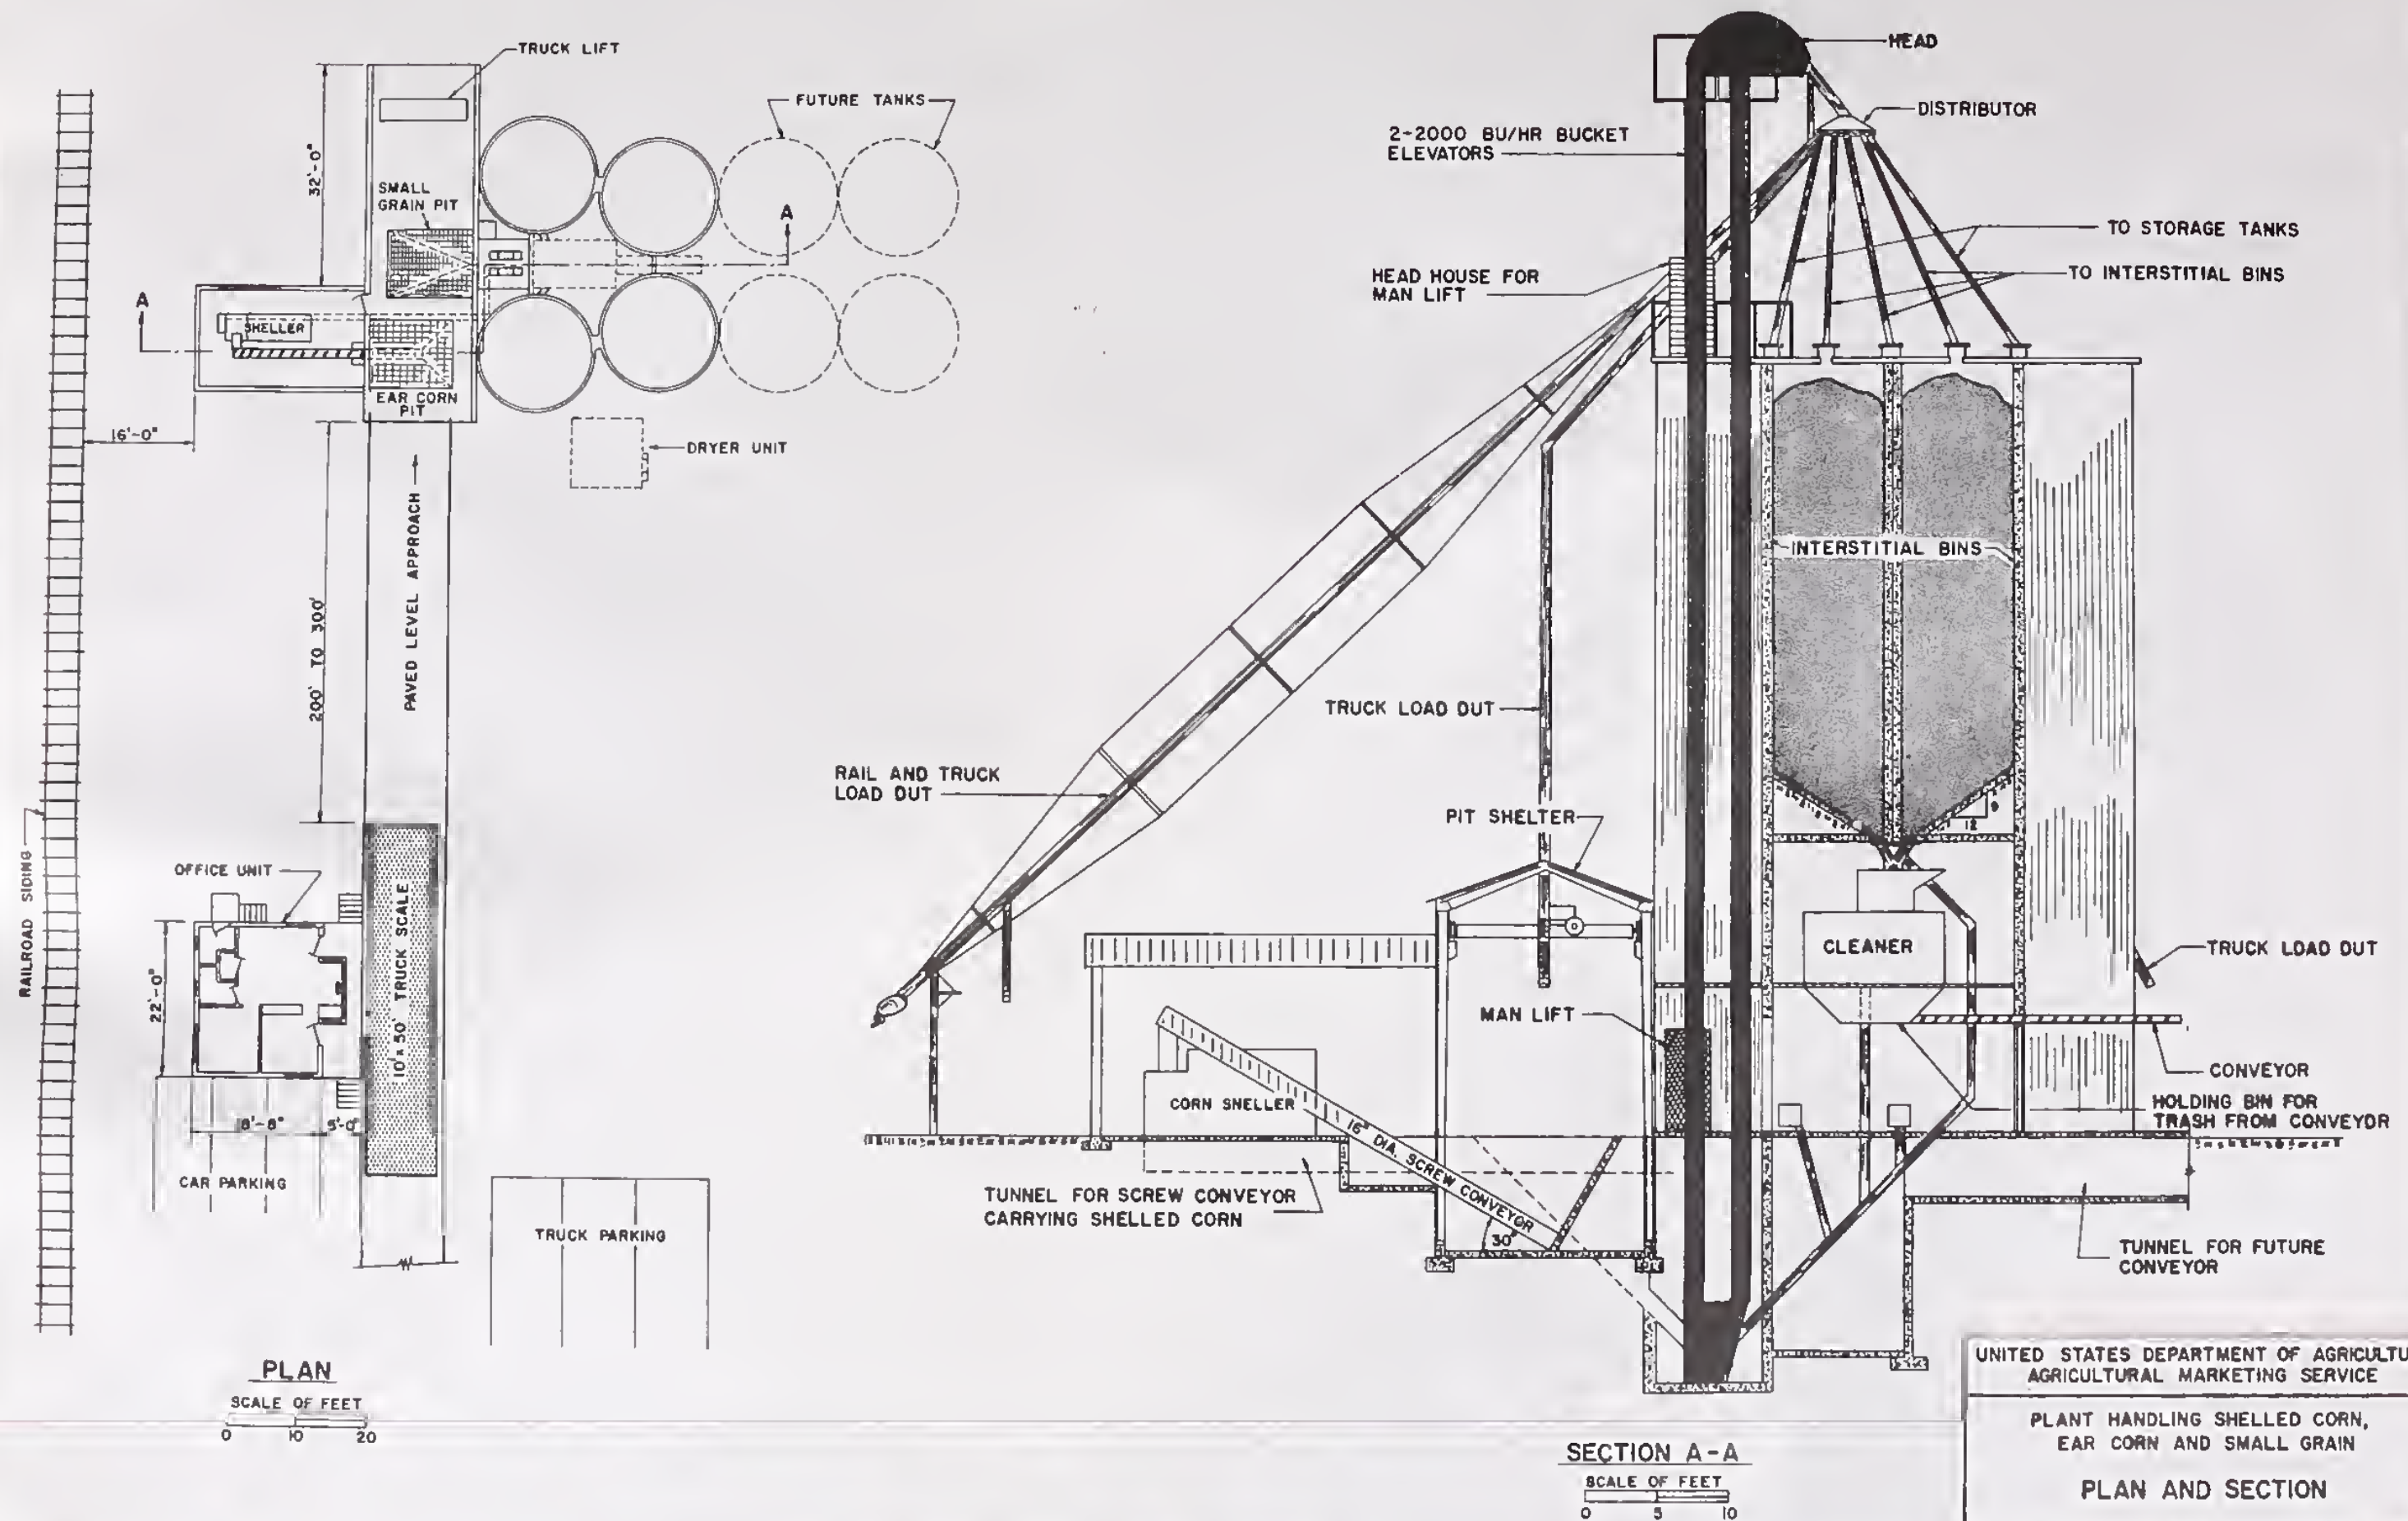 TRUCK LIFT
32'-0"
FUTURE TANKS
SMALL
GRAIN PIT
A
A
SHELLER
EAR CORN
PIT
16'-0"
DRYER UNIT
PAVED LEVEL APPROACH
200' TO 300'
RAILROAD SIDING
OFFICE UNIT
10' x 50' TRUCK SCALE
22'-0"
18'-8"
5'-0"
CAR PARKING
TRUCK PARKING
PLAN
SCALE OF FEET
0 10 20
HEAD
DISTRIBUTOR
2-2000 BU/HR BUCKET
ELEVATORS
TO STORAGE TANKS
HEAD HOUSE FOR
MAN LIFT
TO INTERSTITIAL BINS
INTERSTITIAL BINS
TRUCK LOAD OUT
RAIL AND TRUCK
LOAD OUT
PIT SHELTER
9
12
CLEANER
TRUCK LOAD OUT
MAN LIFT
CONVEYOR
CORN SHELLER
HOLDING BIN FOR
TRASH FROM CONVEYOR
16" DIA. SCREW CONVEYOR
30°
TUNNEL FOR SCREW CONVEYOR
CARRYING SHELLED CORN
TUNNEL FOR FUTURE
CONVEYOR
SECTION A-A
SCALE OF FEET
0 5 10
UNITED STATES DEPARTMENT OF AGRICULTU
AGRICULTURAL MARKETING SERVICE
PLANT HANDLING SHELLED CORN,
EAR CORN AND SMALL GRAIN
PLAN AND SECTION